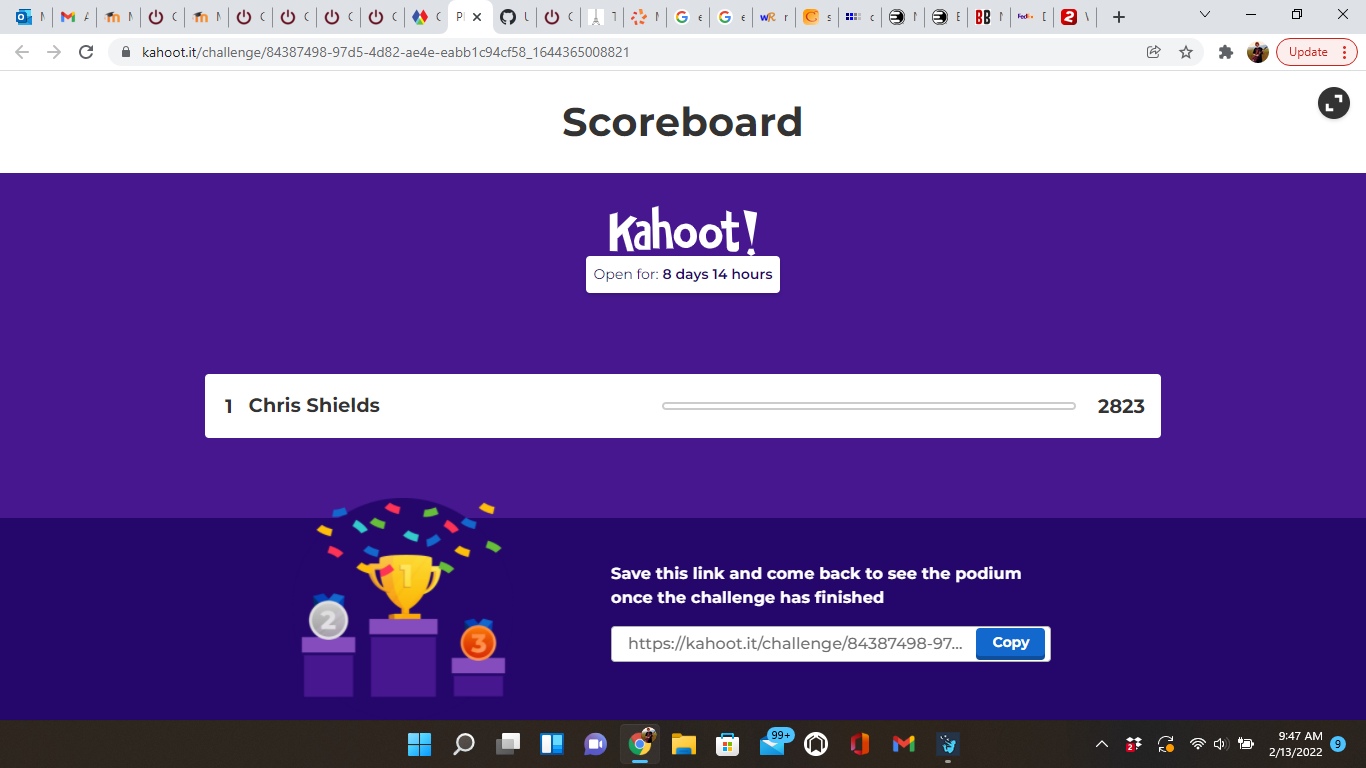 kahoot.it/challenge/84387498-97d5-4d82-ae4e-eabb1c94cf58_1644365008821
Update
Scoreboard
Kahoot!
Open for: 8 days 14 hours
1 Chris Shields 2823
1
2
3
Save this link and come back to see the podium
once the challenge has finished
https://kahoot.it/challenge/84387498-97...
Copy
99+
2
9:47 AM
2/13/2022
9